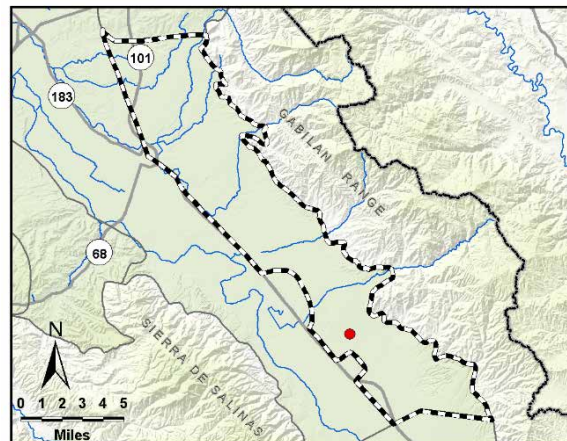 101
183
GABILAN RANGE
68
SIERRA DE SALINAS
N
0 1 2 3 4 5
Miles